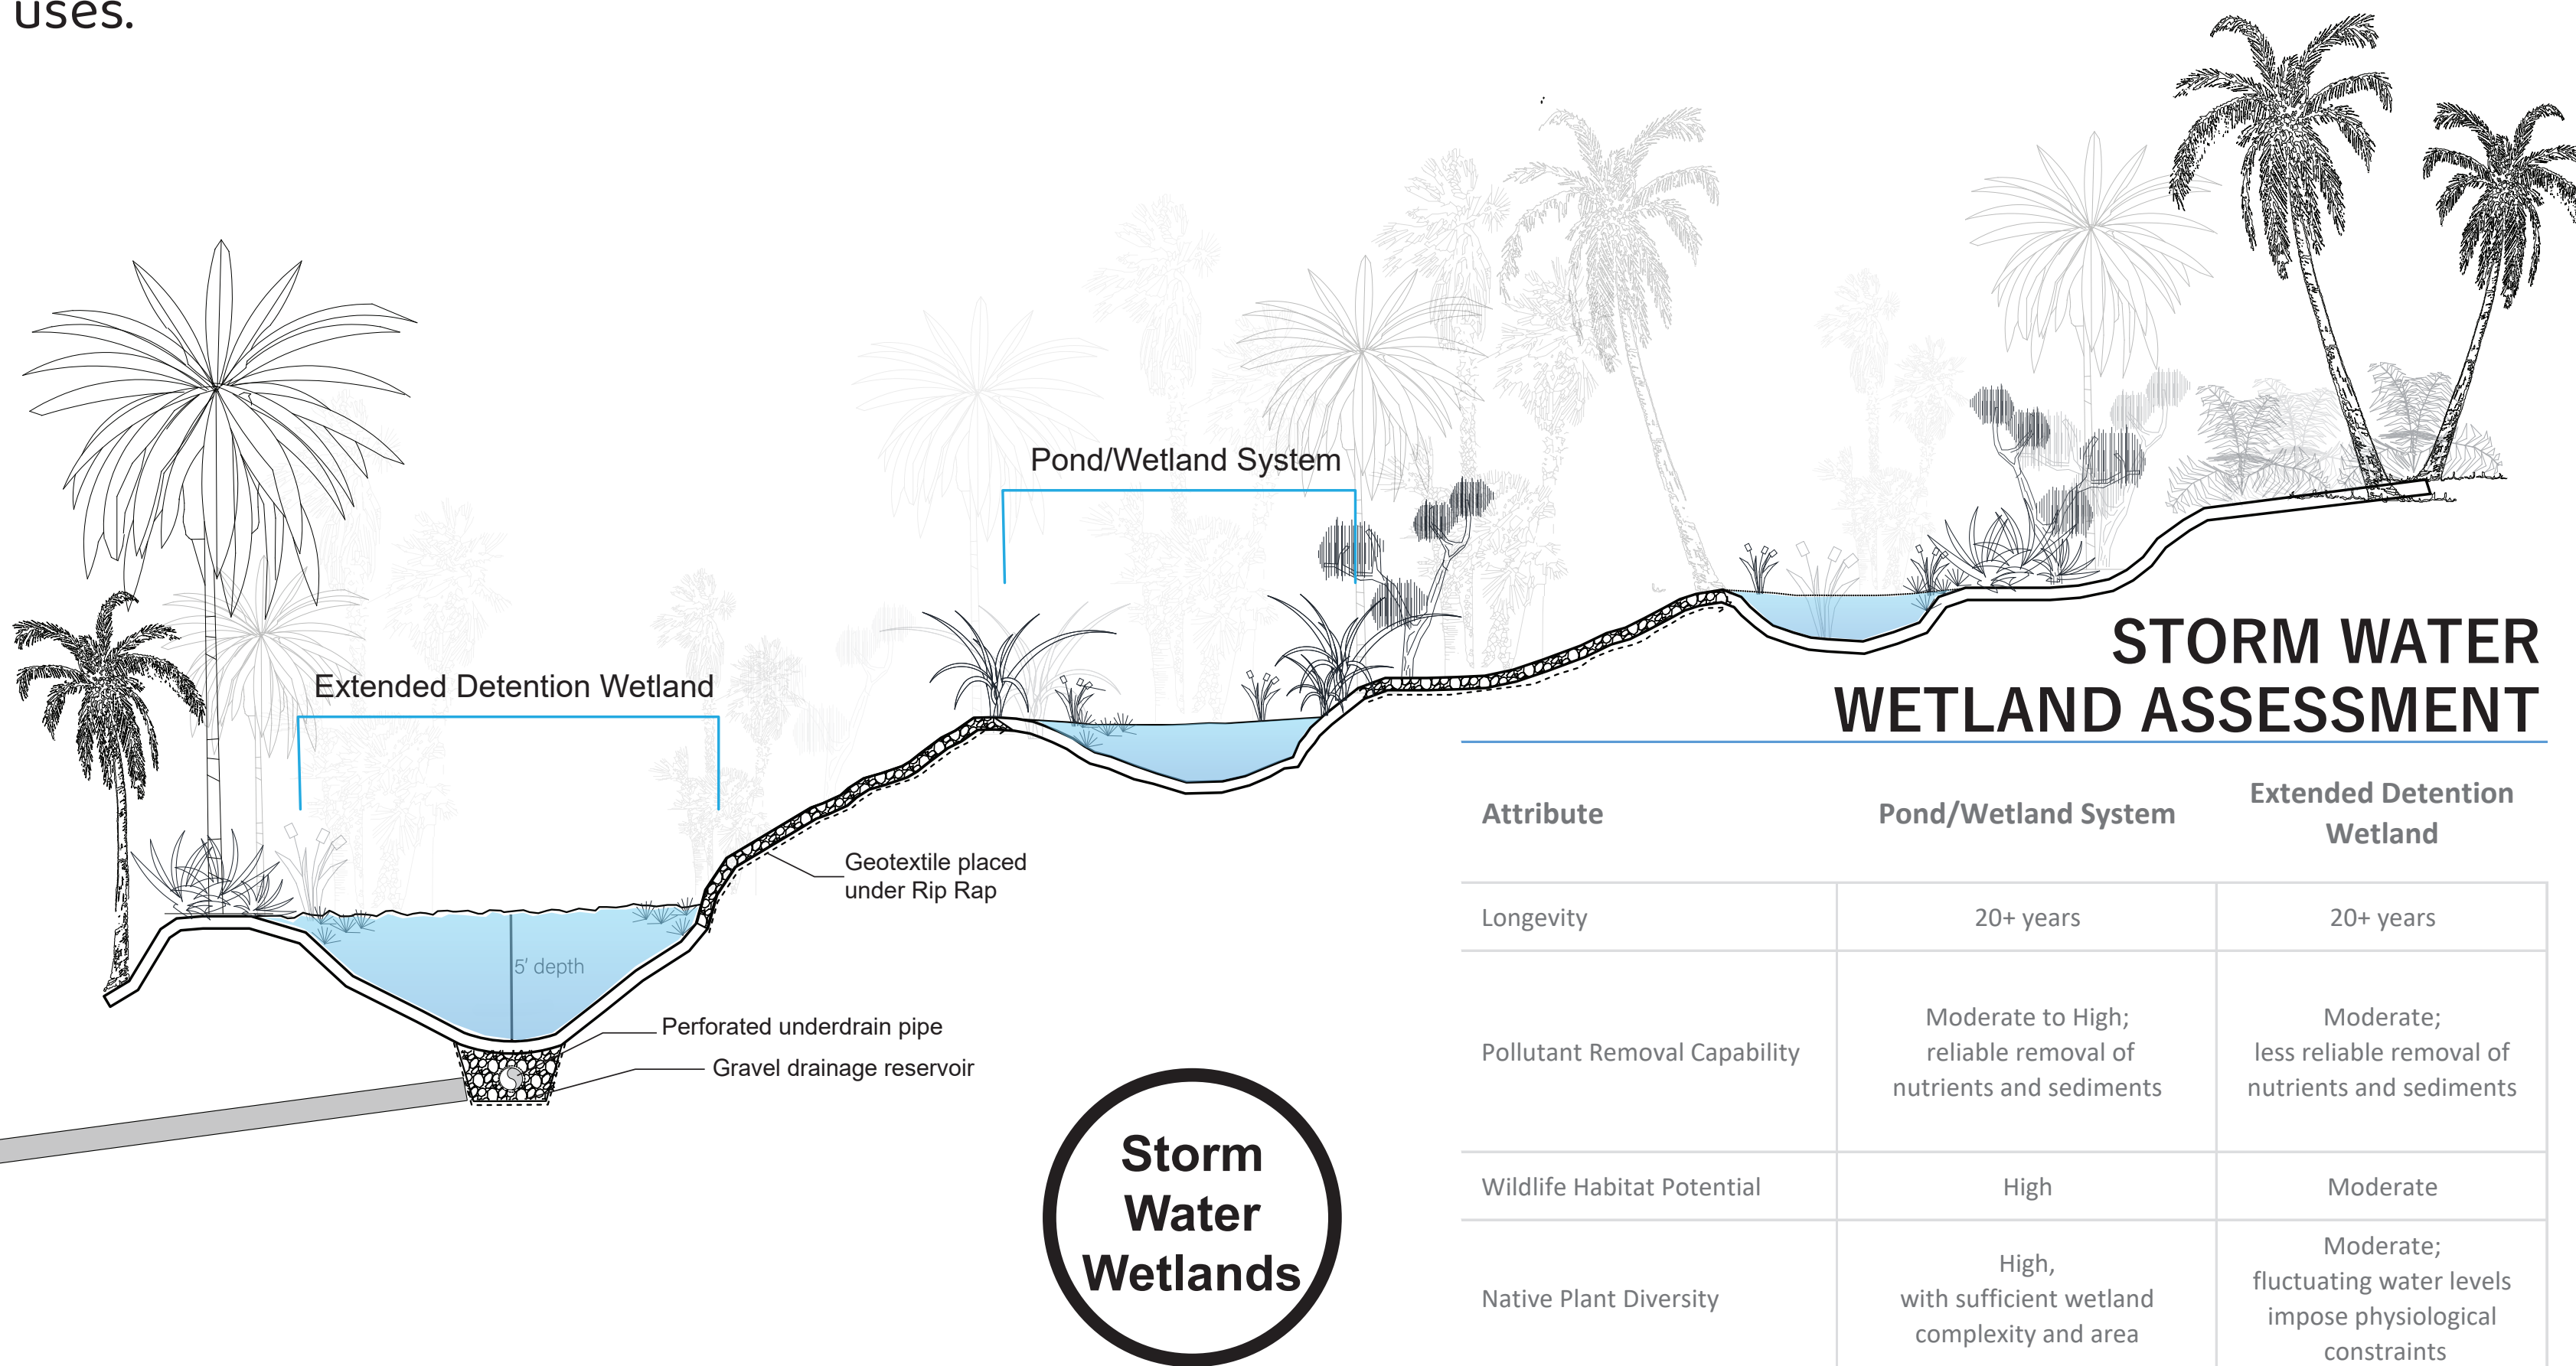 uses.
Pond/Wetland System
Extended Detention Wetland
Geotextile placed
under Rip Rap
5' depth
Perforated underdrain pipe
Gravel drainage reservoir
Storm
Water
Wetlands
STORM WATER
WETLAND ASSESSMENT
Attribute
Pond/Wetland System
Extended Detention
Wetland
Longevity
20+ years
20+ years
Pollutant Removal Capability
Moderate to High;
reliable removal of
nutrients and sediments
Moderate;
less reliable removal of
nutrients and sediments
Wildlife Habitat Potential
High
Moderate
Native Plant Diversity
High,
with sufficient wetland
complexity and area
Moderate;
fluctuating water levels
impose physiological
constraints